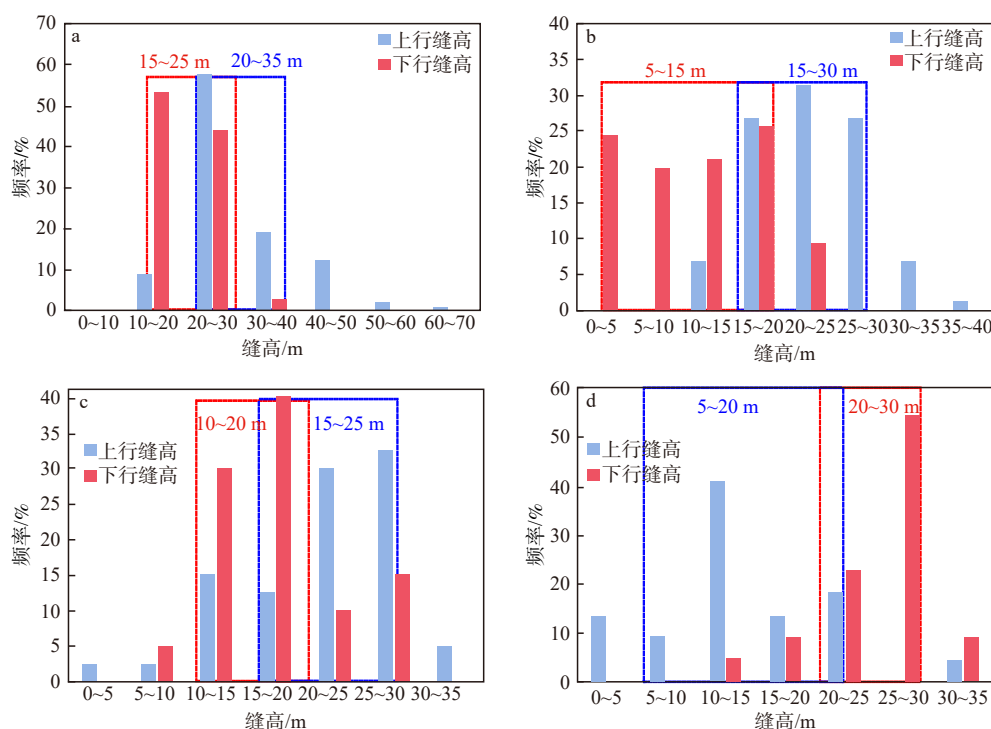 a
上行缝高
下行缝高
15~25 m
20~35 m
频率/%
70
60
50
40
30
20
10
0
0~10
10~20
20~30
30~40
40~50
50~60
60~70
缝高/m
b
上行缝高
下行缝高
5~15 m
15~30 m
频率/%
40
35
30
25
20
15
10
5
0
0~5
5~10
10~15
15~20
20~25
25~30
30~35
35~40
缝高/m
c
10~20 m
15~25 m
上行缝高
下行缝高
频率/%
40
35
30
25
20
15
10
5
0
0~5
5~10
10~15
15~20
20~25
25~30
30~35
缝高/m
d
5~20 m
20~30 m
上行缝高
下行缝高
频率/%
60
50
40
30
20
10
0
0~5
5~10
10~15
15~20
20~25
25~30
30~35
缝高/m